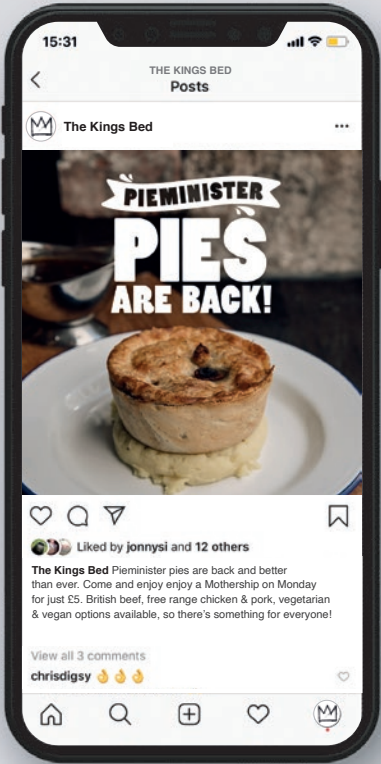 15:31
THE KINGS BED
Posts
The Kings Bed
PIEMINISTER
PIES
ARE BACK!
Liked by jonnysi and 12 others
The Kings Bed Pieminister pies are back and better
than ever. Come and enjoy enjoy a Mothership on Monday
for just £5. British beef, free range chicken & pork, vegetarian
& vegan options available, so there's something for everyone!
View all 3 comments
chrisdigsy 👌👌👌